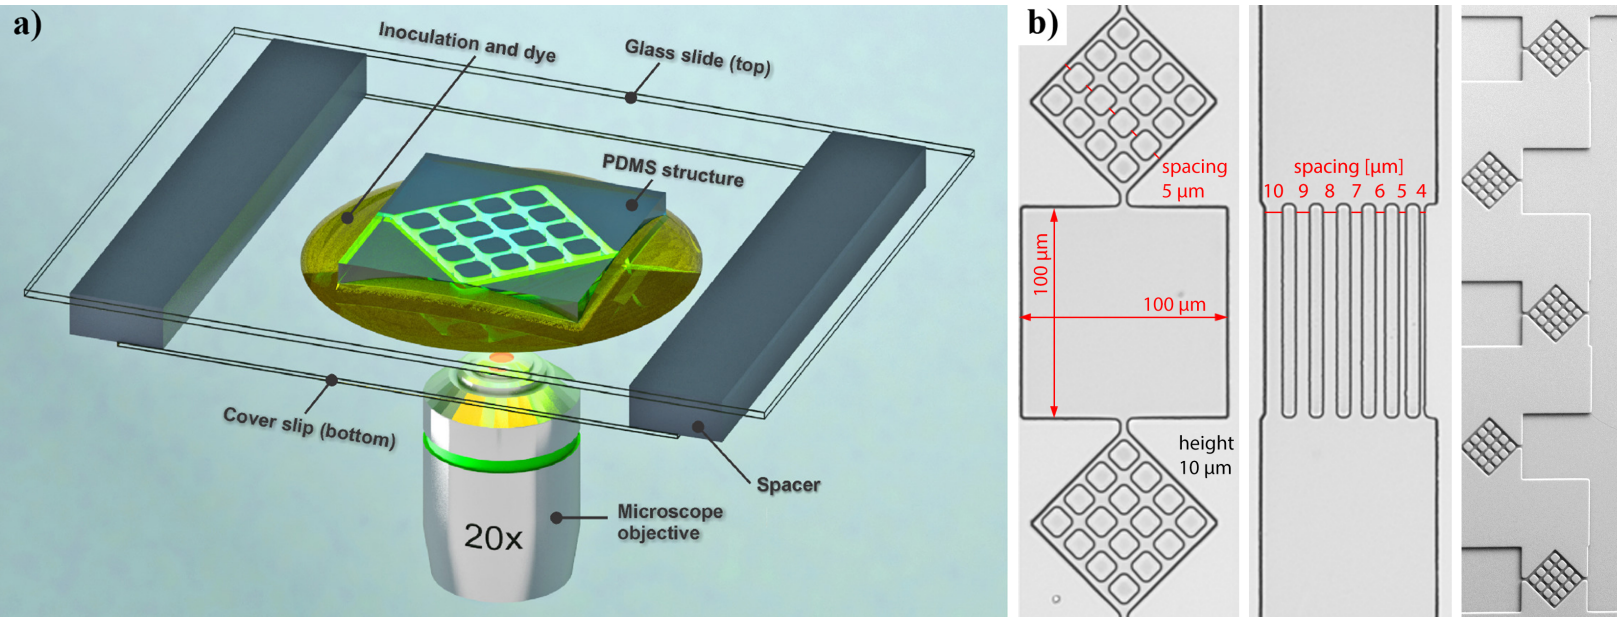 a)
Inoculation and dye
Glass slide (top)
PDMS structure
Cover slip (bottom)
Spacer
Microscope
objective
20x
b)
spacing
5 µm
100 µm
100 µm
height
10 µm
spacing [µm]
10 9 8 7 6 5 4